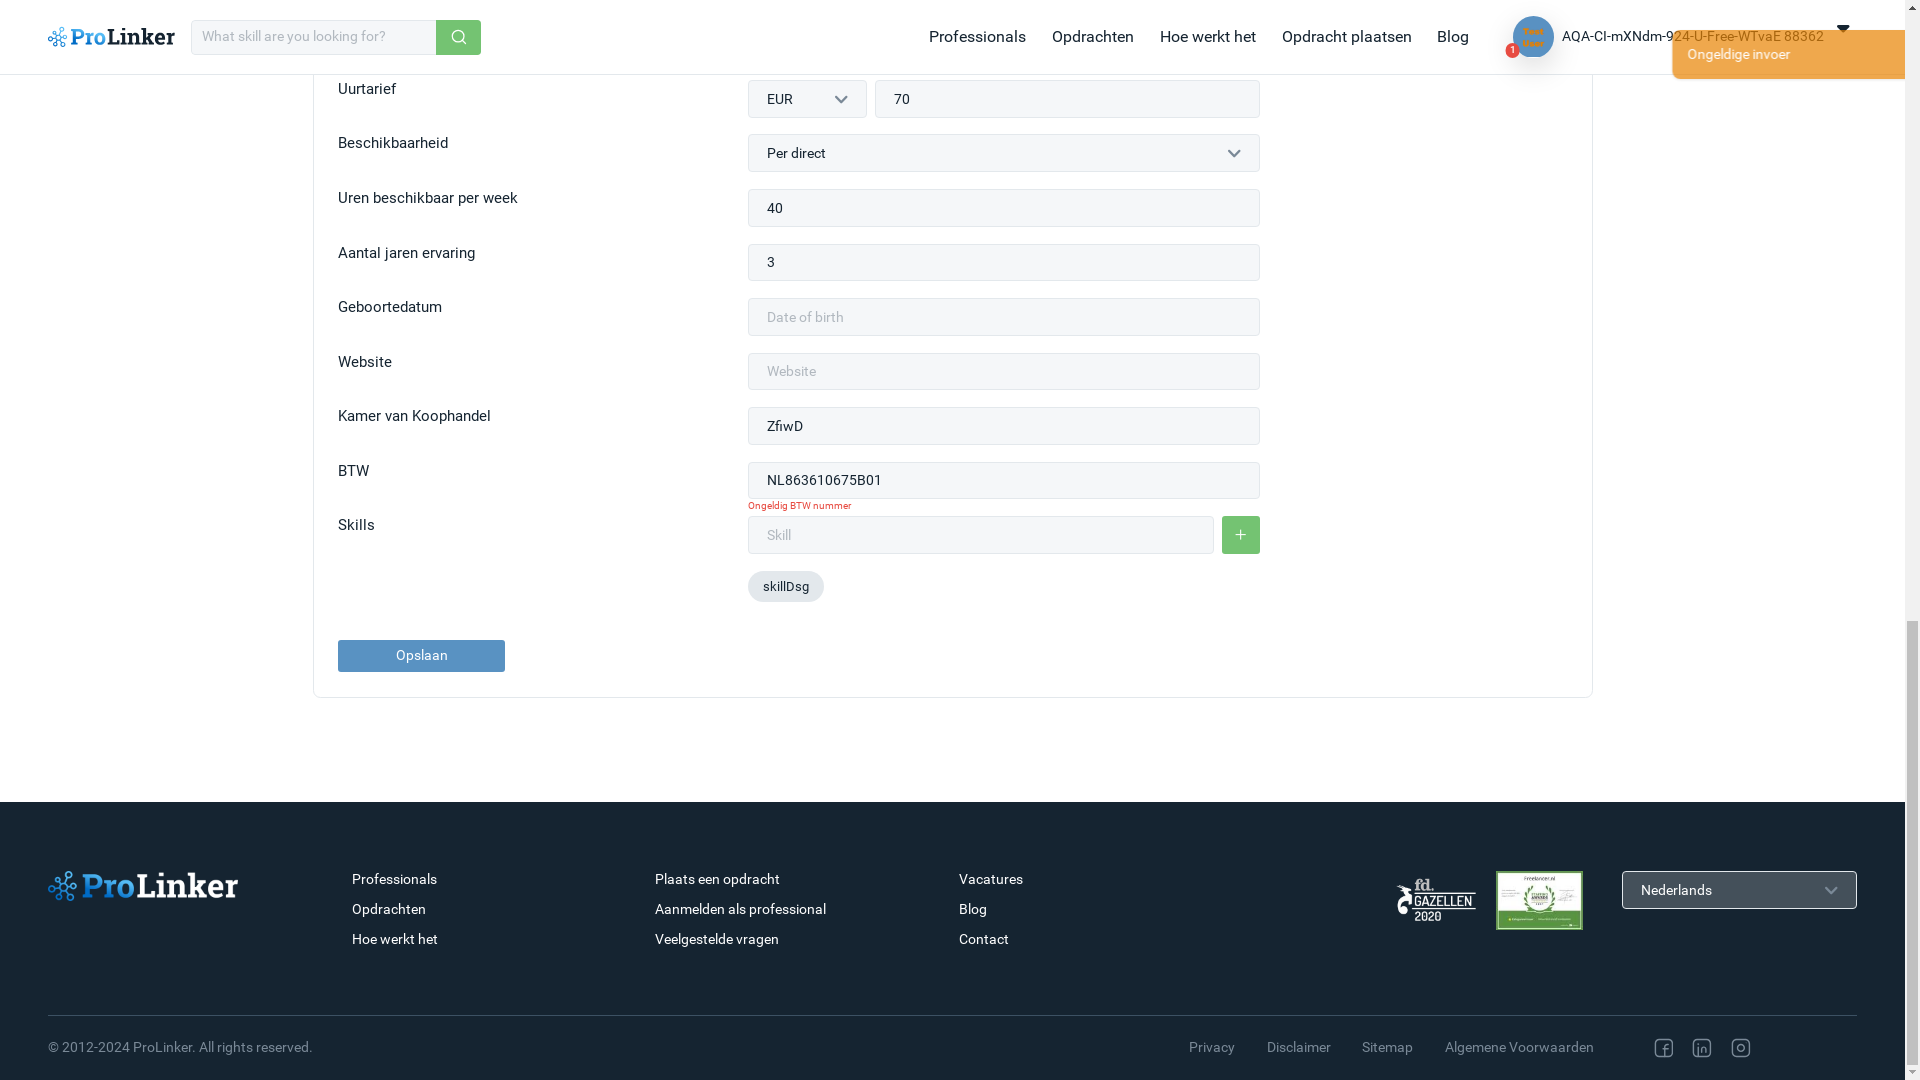 ProLinker
What skill are you looking for?
Professionals
Opdrachten
Hoe werkt het
Opdracht plaatsen
Blog
1
AQA-CI-mXNdm-924-U-Free-WTvaE 88362
Ongeldige invoer
Uurtarief
EUR
70
Beschikbaarheid
Per direct
Uren beschikbaar per week
40
Aantal jaren ervaring
3
Geboortedatum
Date of birth
Website
Website
Kamer van Koophandel
ZfiwD
BTW
NL863610675B01
Ongeldig BTW nummer
Skills
Skill
+
skillDsg
Opslaan
ProLinker
Professionals
Opdrachten
Hoe werkt het
Plaats een opdracht
Aanmelden als professional
Veelgestelde vragen
Vacatures
Blog
Contact
fd.
GAZELLEN
2020
Freelancer.nl
Nederlands
© 2012-2024 ProLinker. All rights reserved.
Privacy
Disclaimer
Sitemap
Algemene Voorwaarden